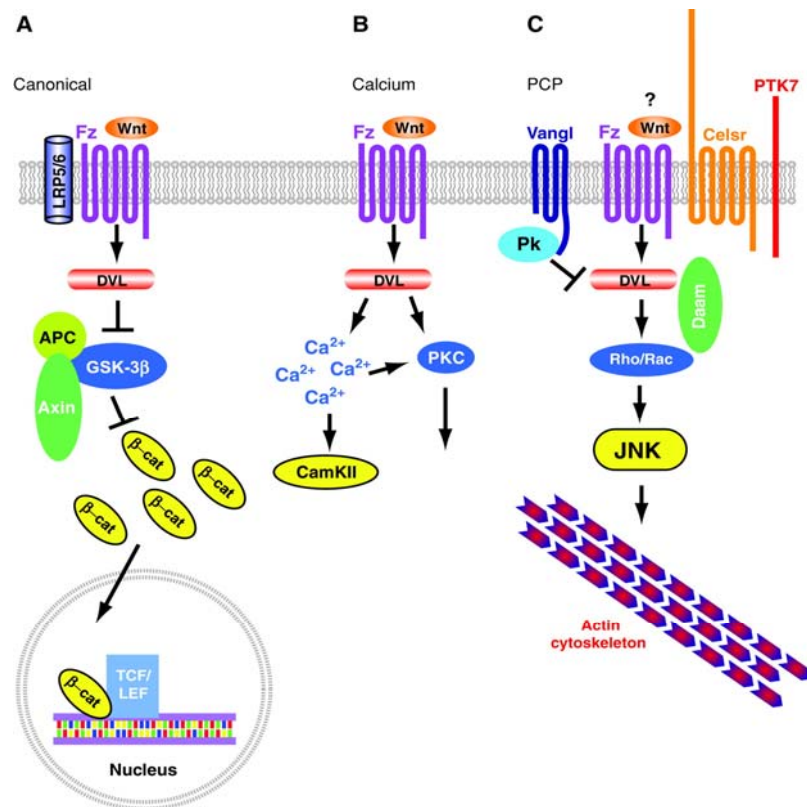 A
Canonical
LRP5/6
Fz
Wnt
DVL
APC
GSK-3β
Axin
β-cat
β-cat
β-cat
β-cat
β-cat
TCF/
LEF
Nucleus
B
Calcium
Fz
Wnt
DVL
Ca2+
Ca2+
Ca2+
Ca2+
PKC
CamKII
C
PCP
Vangl
Fz
?
Wnt
Celsr
PTK7
Pk
DVL
Daam
Rho/Rac
JNK
Actin
cytoskeleton